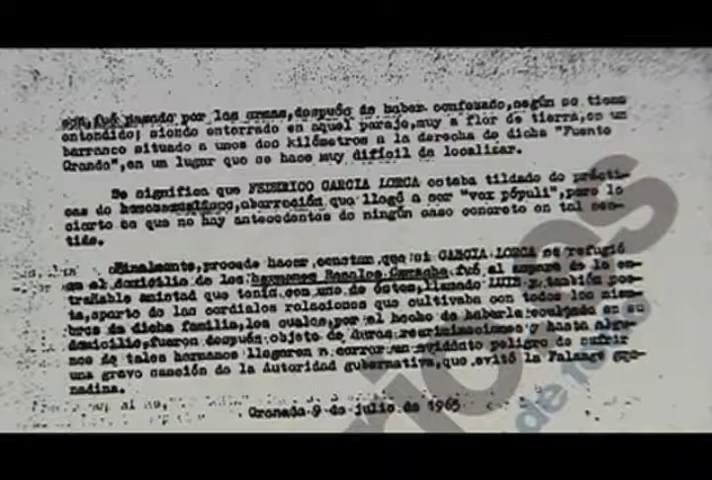 son, fué pasado por las armas, después de haber confesado, según se tiene
entendido; siendo enterrado en aquel paraje, muy a flor de tierra, en un
barranco situado a unos dos kilómetros a la derecha de dicha "Fuente
Grande", en un lugar que se hace muy difícil de localizar.
Se significa que FEDERICO GARCIA LORCA estaba tildado de prácti-
cas de homosexualismo, aberración que llegó a ser "vox pópuli", pero lo
cierto es que no hay antecedentes de ningún caso concreto en tal sen-
tido.
Finalmente, procede hacer constar que si GARCIA LORCA se refugió
en el domicilio de los hermanos Rosales Camacho fué al amparo de la en-
trañable amistad que tenía con uno de éstos, llamado LUIS y también poe-
ta, aparte de las cordiales relaciones que cultivaba con todos los miem-
bros de dicha familia, los cuales, por el hecho de haberle ocultado en su
domicilio, fueron después objeto de duras recriminaciones y hasta algu-
nos de tales hermanos llegaron a correr un evidente peligro de sufrir
una grave sanción de la Autoridad gubernativa, que evitó la Falange gra-
nadina.
Granada 9 de julio de 1965
de fo